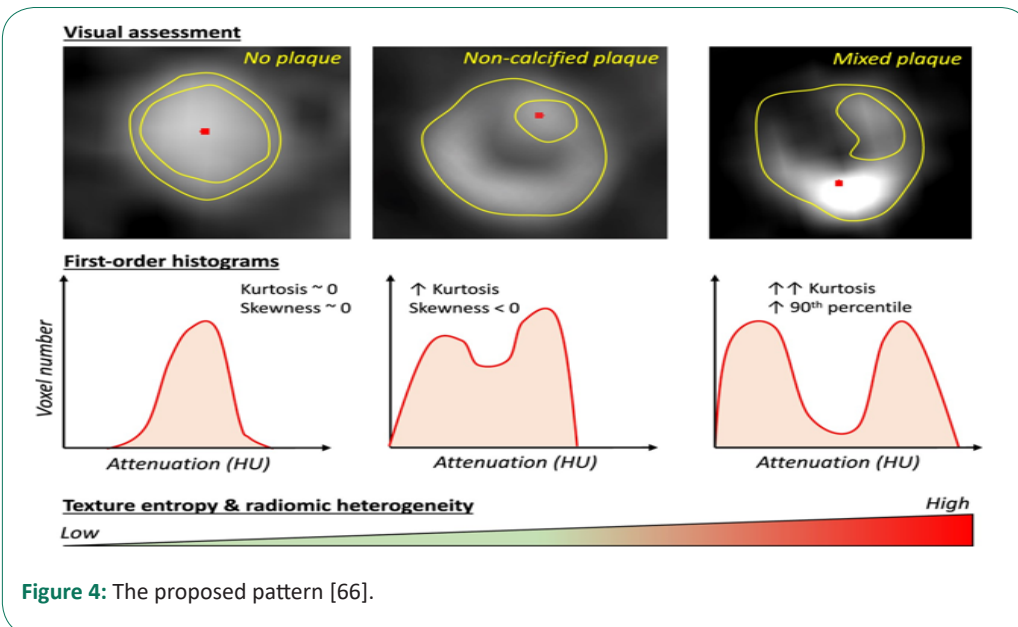 Visual assessment
No plaque
Non-calcified plaque
Mixed plaque
First-order histograms
Kurtosis ~ 0
Skewness ~ 0
↑ Kurtosis
Skewness < 0
↑↑ Kurtosis
↑ 90th percentile
Voxel number
Attenuation (HU)
Attenuation (HU)
Attenuation (HU)
Texture entropy & radiomic heterogeneity
Low
High
Figure 4: The proposed pattern [66].